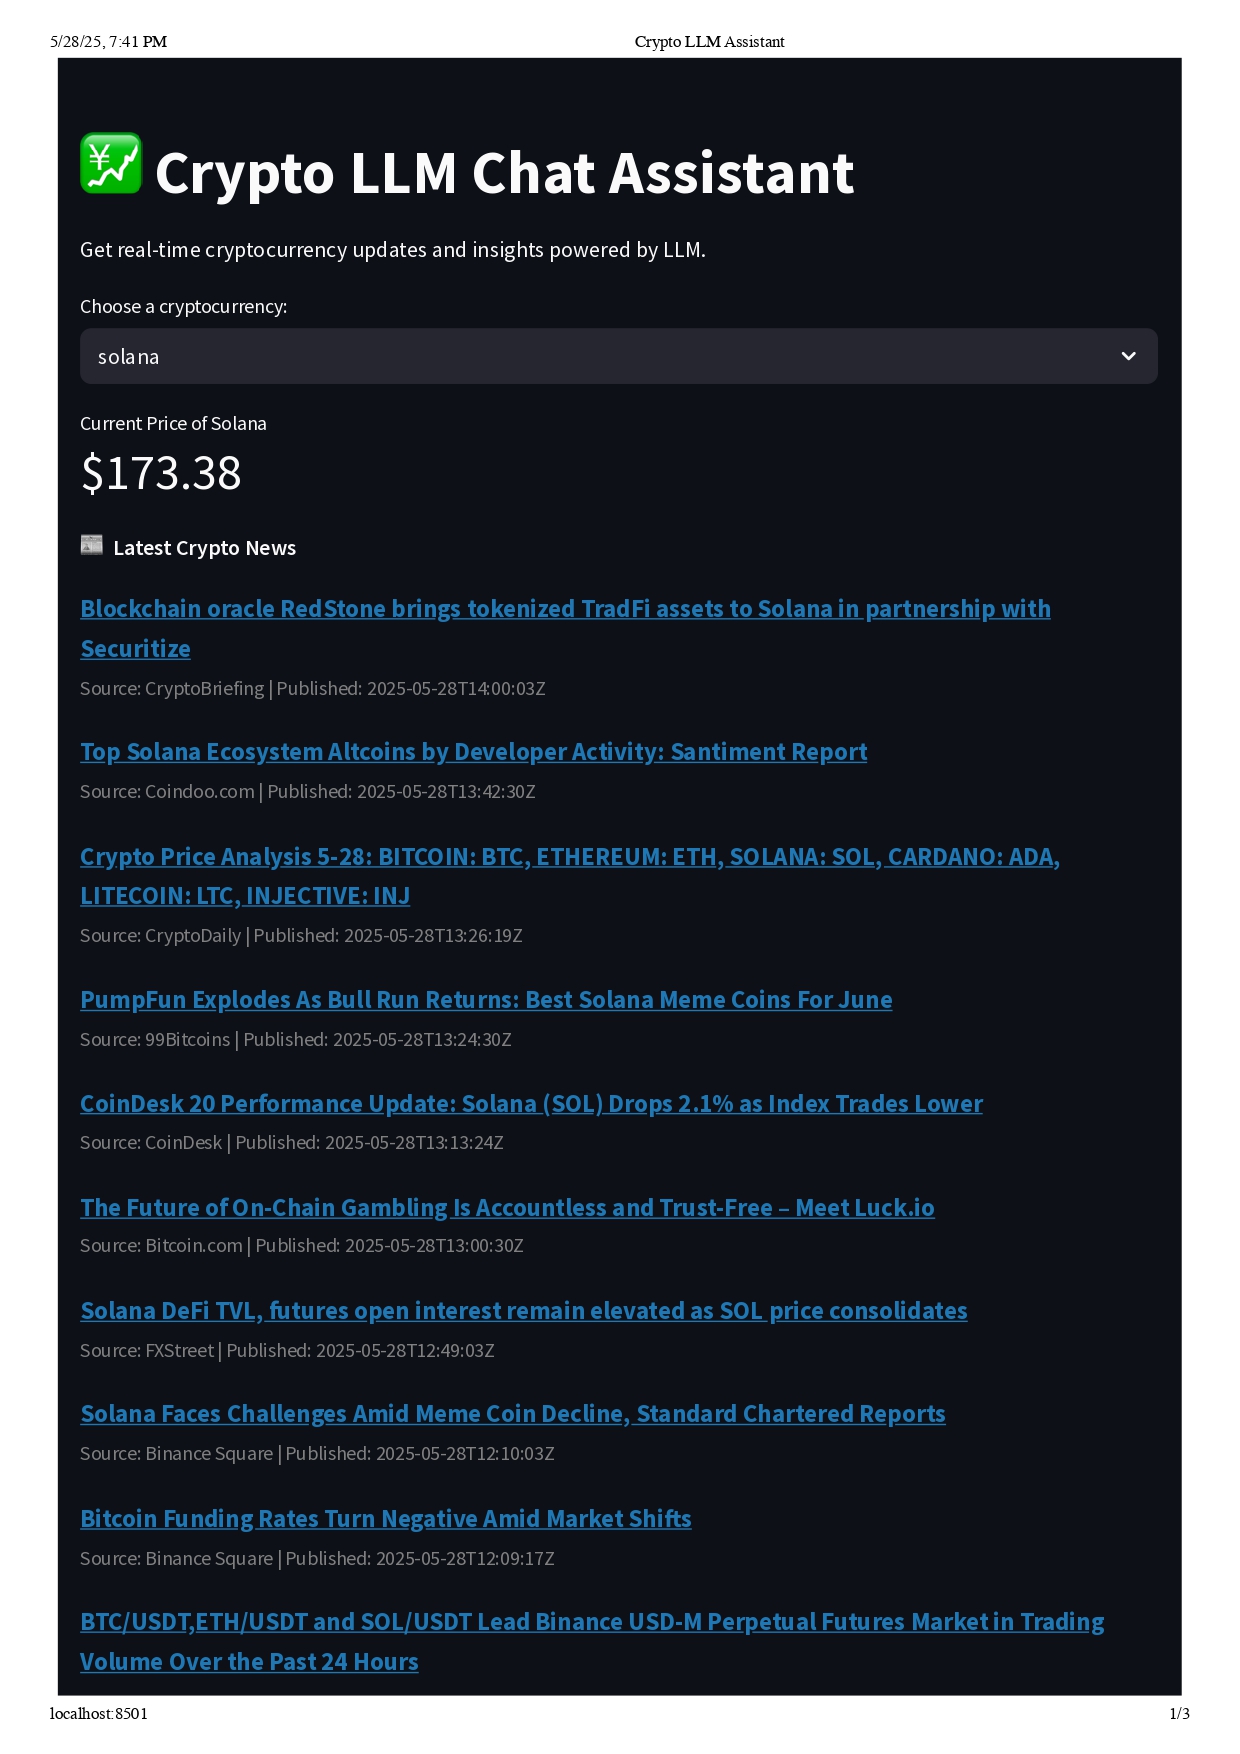 5/28/25, 7:41 PM
Crypto LLM Assistant
Crypto LLM Chat Assistant
Get real-time cryptocurrency updates and insights powered by LLM.
Choose a cryptocurrency:
solana
Current Price of Solana
$173.38
Latest Crypto News
Blockchain oracle RedStone brings tokenized TradFi assets to Solana in partnership with
Securitize
Source: CryptoBriefing | Published: 2025-05-28T14:00:03Z
Top Solana Ecosystem Altcoins by Developer Activity: Santiment Report
Source: Coindoo.com | Published: 2025-05-28T13:42:30Z
Crypto Price Analysis 5-28: BITCOIN: BTC, ETHEREUM: ETH, SOLANA: SOL, CARDANO: ADA,
LITECOIN: LTC, INJECTIVE: INJ
Source: CryptoDaily | Published: 2025-05-28T13:26:19Z
PumpFun Explodes As Bull Run Returns: Best Solana Meme Coins For June
Source: 99Bitcoins | Published: 2025-05-28T13:24:30Z
CoinDesk 20 Performance Update: Solana (SOL) Drops 2.1% as Index Trades Lower
Source: CoinDesk | Published: 2025-05-28T13:13:24Z
The Future of On-Chain Gambling Is Accountless and Trust-Free – Meet Luck.io
Source: Bitcoin.com | Published: 2025-05-28T13:00:30Z
Solana DeFi TVL, futures open interest remain elevated as SOL price consolidates
Source: FXStreet | Published: 2025-05-28T12:49:03Z
Solana Faces Challenges Amid Meme Coin Decline, Standard Chartered Reports
Source: Binance Square | Published: 2025-05-28T12:10:03Z
Bitcoin Funding Rates Turn Negative Amid Market Shifts
Source: Binance Square | Published: 2025-05-28T12:09:17Z
BTC/USDT,ETH/USDT and SOL/USDT Lead Binance USD-M Perpetual Futures Market in Trading
Volume Over the Past 24 Hours
localhost:8501
1/3